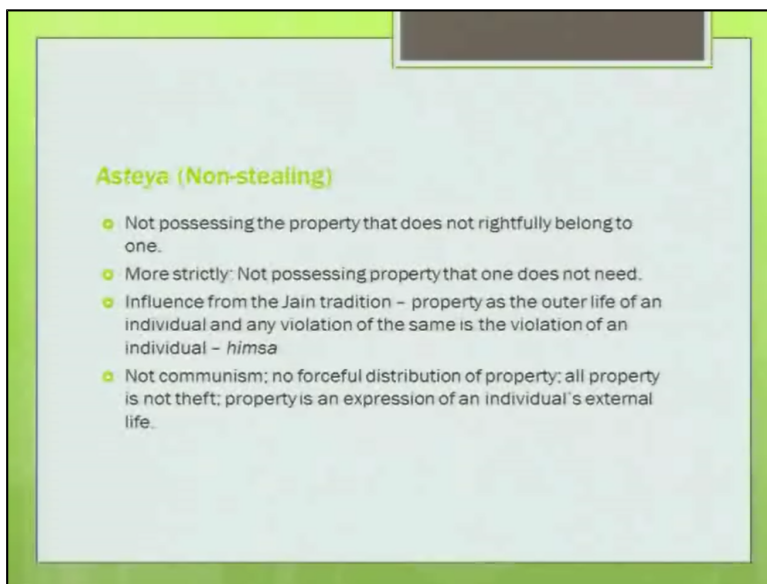 Asteya (Non-stealing)
Not possessing the property that does not rightfully belong to
one.
More strictly: Not possessing property that one does not need.
Influence from the Jain tradition – property as the outer life of an
individual and any violation of the same is the violation of an
individual – himsa
Not communism; no forceful distribution of property; all property
is not theft; property is an expression of an individual's external
life.